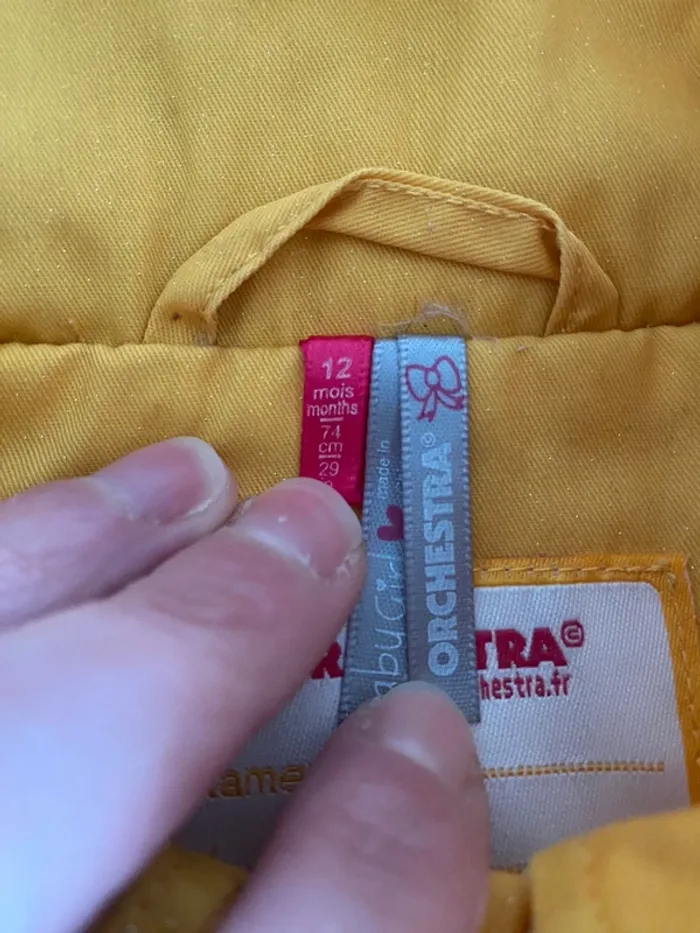 12
mois
months
74
cm
29
made in
ORCHESTRA©
TRA©
hestra.fr